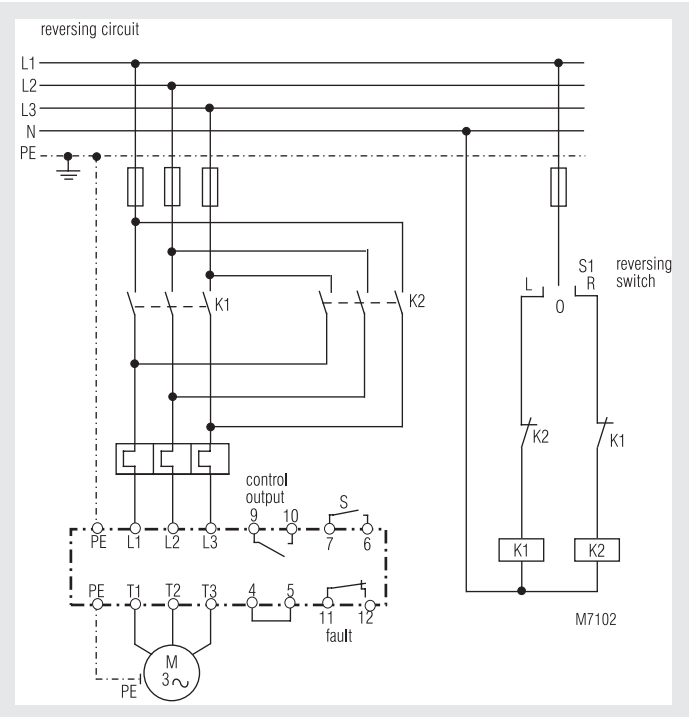 reversing circuit
L1
L2
L3
N
PE
S1 reversing
L R switch
O
K1 K2
K2 K1
control
output
9 10 S
7 6
PE L1 L2 L3
K1 K2
PE T1 T2 T3 4 5
11 12
fault
M7102
M
3
PE